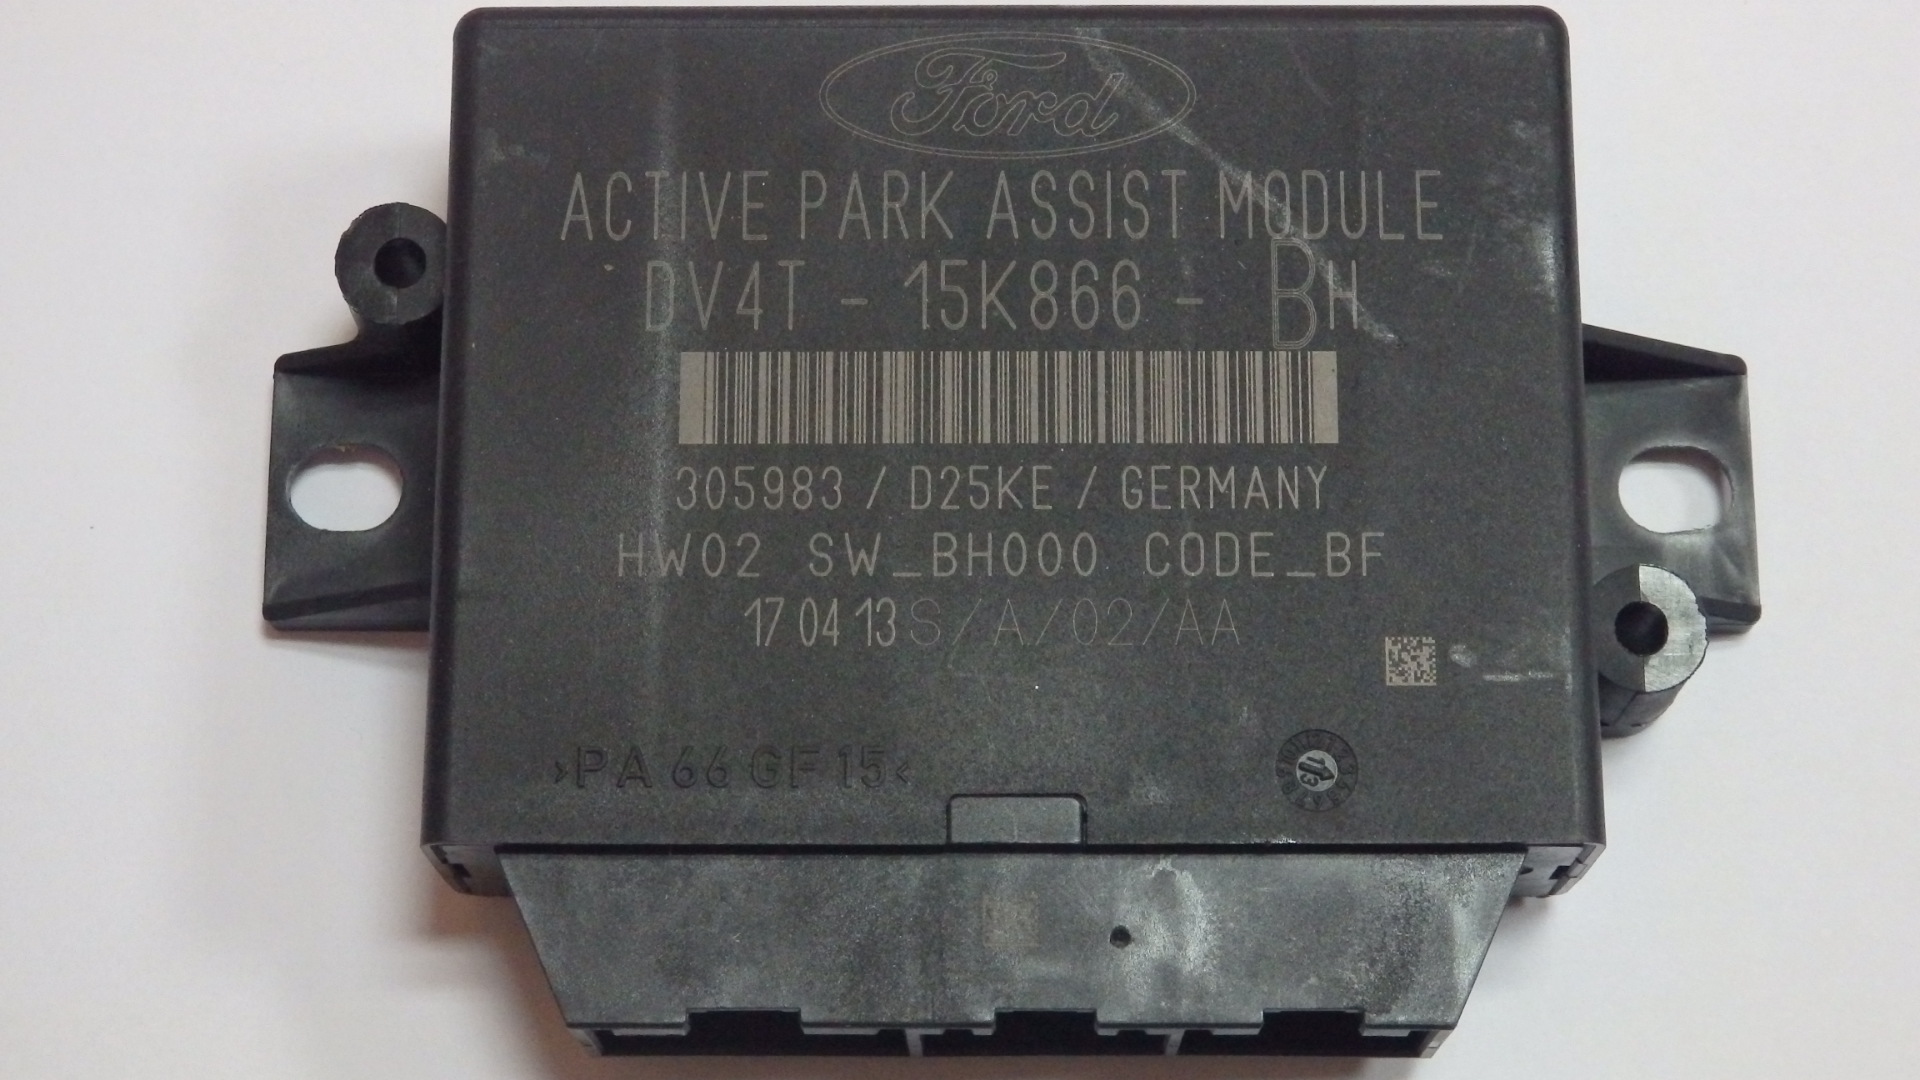 Ford
ACTIVE PARK ASSIST MODULE
DV4T - 15K866 - BH
305983 / D25KE / GERMANY
HW02 SW_BH000 CODE_BF
17 04 13 S/A/02/AA
>PA 66 GF 15<
13